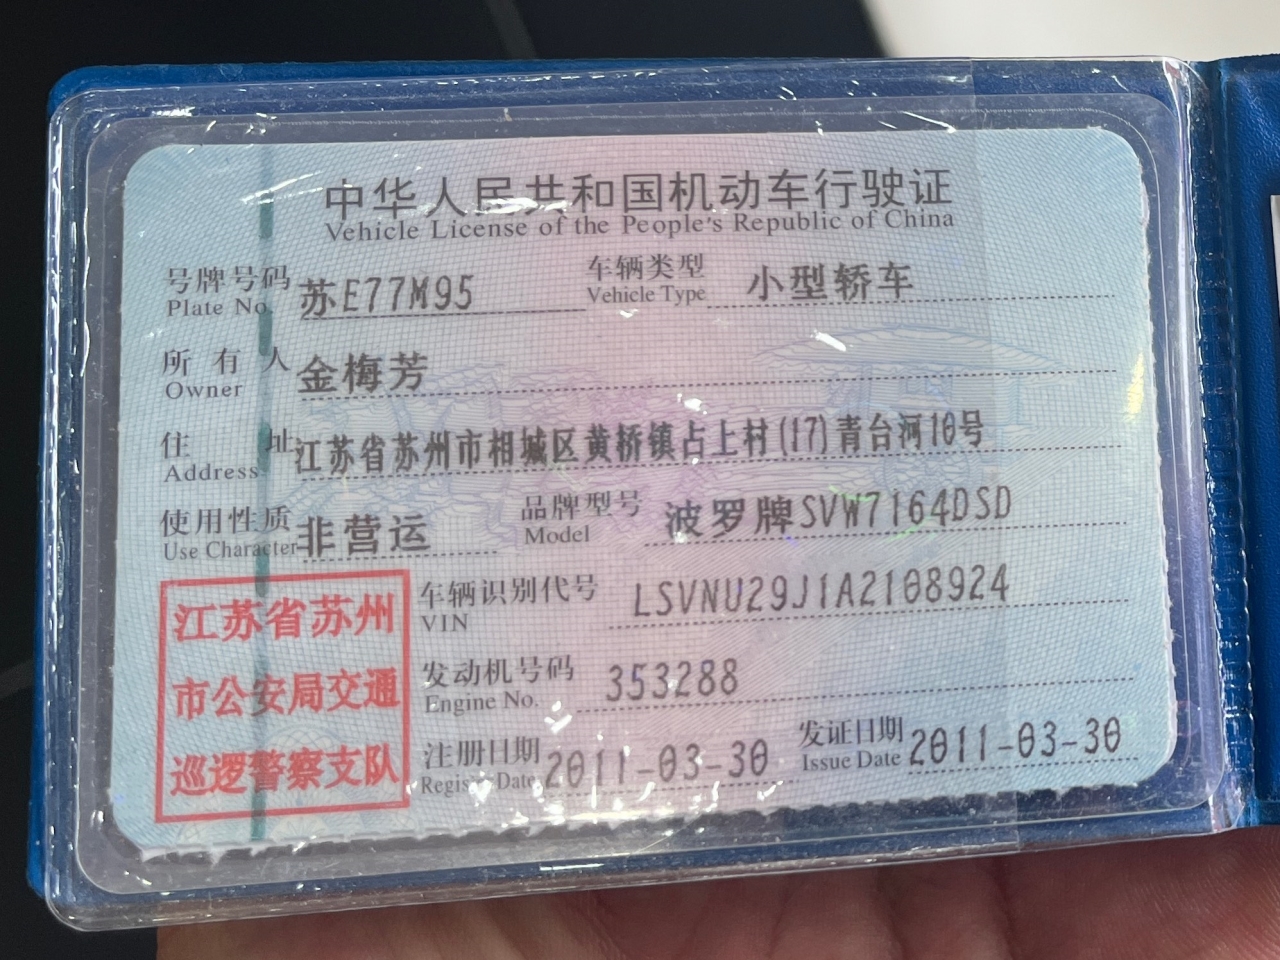 中华人民共和国机动车行驶证
Vehicle License of the People's Republic of China
号牌号码 苏E77M95 车辆类型 小型轿车
Plate No. Vehicle Type
所有人 金梅芳
Owner
住址 江苏省苏州市相城区黄桥镇占上村(17)青台河10号
Address
使用性质 非营运 品牌型号 波罗牌SVW7164DSD
Use Character Model
江苏省苏州
市公安局交通
巡逻警察支队
车辆识别代号 LSVNU29J1A2108924
VIN
发动机号码 353288
Engine No.
注册日期 2011-03-30 发证日期 2011-03-30
Register Date Issue Date